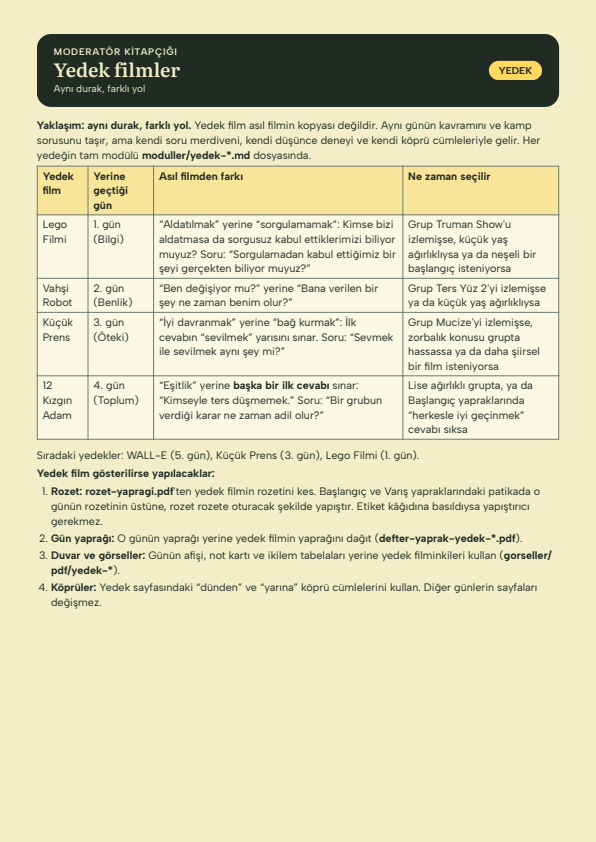 MODERATÖR KİTAPÇIĞI
Yedek filmler
Aynı durak, farklı yol
YEDEK
Yaklaşım: aynı durak, farklı yol. Yedek film asıl filmin kopyası değildir. Aynı günün kavramını ve kamp
sorusunu taşır, ama kendi soru merdiveni, kendi düşünce deneyi ve kendi köprü cümleleriyle gelir. Her
yedeğin tam modülü moduller/yedek-*.md dosyasında.
Yedek
film
Yerine
geçtiği
gün
Asıl filmden farkı
Ne zaman seçilir
Lego
Filmi
1. gün
(Bilgi)
“Aldatılmak” yerine “sorgulamamak”: Kimse bizi
aldatmasa da sorgusuz kabul ettiklerimizi biliyor
muyuz? Soru: “Sorgulamadan kabul ettiğimiz bir
şeyi gerçekten biliyor muyuz?”
Grup Truman Show'u
izlemişse, küçük yaş
ağırlıklıysa ya da neşeli bir
başlangıç isteniyorsa
Vahşi
Robot
2. gün
(Benlik)
“Ben değişiyor mu?” yerine “Bana verilen bir
şey ne zaman benim olur?”
Grup Ters Yüz 2'yi izlemişse
ya da küçük yaş ağırlıklıysa
Küçük
Prens
3. gün
(Öteki)
“İyi davranmak” yerine “bağ kurmak”: İlk
cevabın “sevilmek” yarısını sınar. Soru: “Sevmek
ile sevilmek aynı şey mi?”
Grup Mucize'yi izlemişse,
zorbalık konusu grupta
hassassa ya da daha şiirsel
bir film isteniyorsa
12
Kızgın
Adam
4. gün
(Toplum)
“Eşitlik” yerine başka bir ilk cevabı sınar:
“Kimseyle ters düşmemek.” Soru: “Bir grubun
verdiği karar ne zaman adil olur?”
Lise ağırlıklı grupta, ya da
Başlangıç yapraklarında
“herkesle iyi geçinmek”
cevabı sıksa
Sıradaki yedekler: WALL-E (5. gün), Küçük Prens (3. gün), Lego Filmi (1. gün).
Yedek film gösterilirse yapılacaklar:
1. Rozet: rozet-yapragi.pdf'ten yedek filmin rozetini kes. Başlangıç ve Varış yapraklarındaki patikada o
günün rozetinin üstüne, rozet rozete oturacak şekilde yapıştır. Etiket kâğıdına basıldıysa yapıştırıcı
gerekmez.
2. Gün yaprağı: O günün yaprağı yerine yedek filmin yaprağını dağıt (defter-yaprak-yedek-*.pdf).
3. Duvar ve görseller: Günün afişi, not kartı ve ikilem tabelaları yerine yedek filminkileri kullan (gorseller/
pdf/yedek-*).
4. Köprüler: Yedek sayfasındaki “dünden” ve “yarına” köprü cümlelerini kullan. Diğer günlerin sayfaları
değişmez.